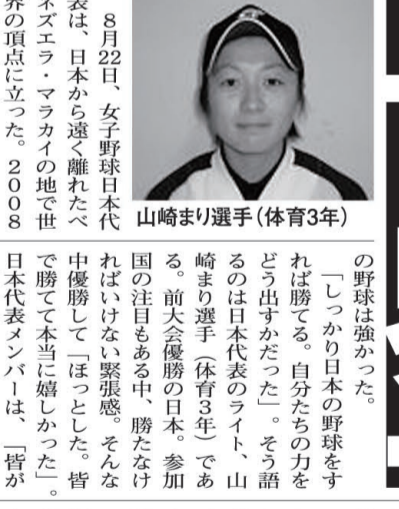 山崎まり選手（体育3年）
８月22日、女子野球日本代
表は、日本から遠く離れたベ
ネズエラ・マラカイの地で世
界の頂点に立った。２００８
の野球は強かった。
「しっかり日本の野球をす
れば勝てる。自分たちの力を
どう出すかだった」。そう語
るのは日本代表のライト、山
崎まり選手（体育３年）であ
る。前大会優勝の日本。参加
国の注目もある中、勝たなけ
ればいけない緊張感。そんな
中優勝して「ほっとした。皆
で勝てて本当に嬉しかった」。
日本代表メンバーは、「皆が